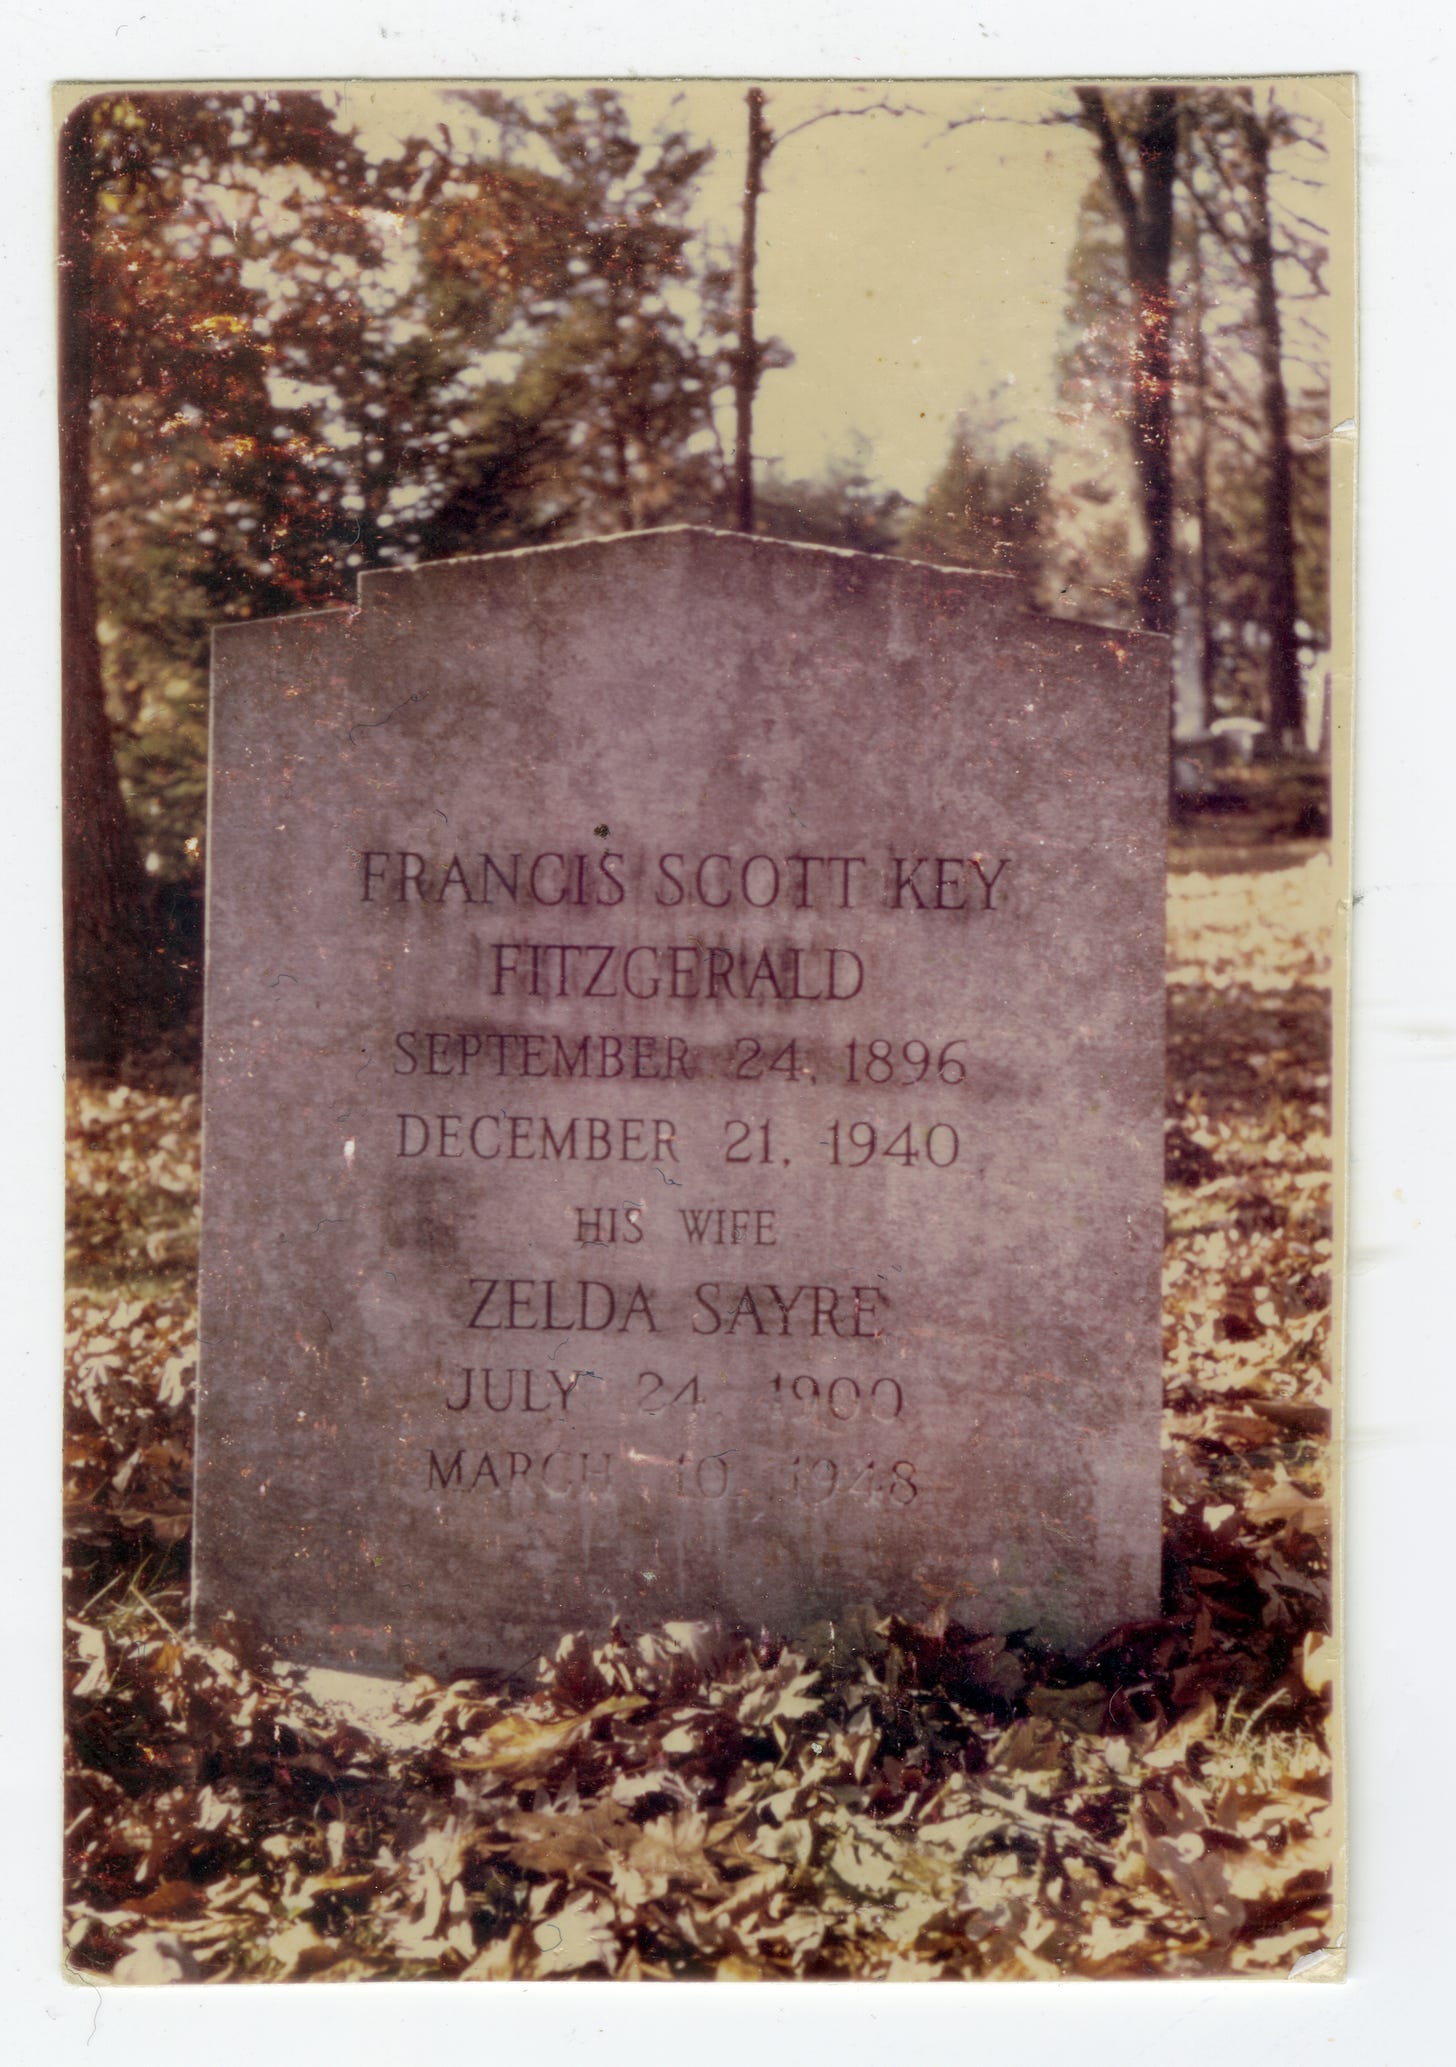 FRANCIS SCOTT KEY
FITZGERALD
SEPTEMBER 24, 1896
DECEMBER 21, 1940
HIS WIFE
ZELDA SAYRE
JULY 24, 1900
MARCH 10, 1948